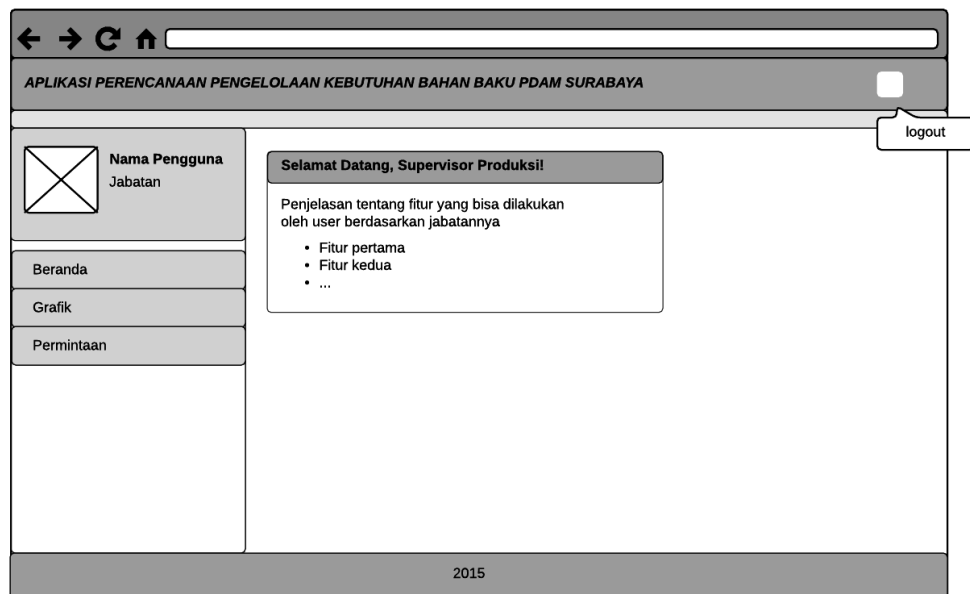 APLIKASI PERENCANAAN PENGELOLAAN KEBUTUHAN BAHAN BAKU PDAM SURABAYA
logout
Nama Pengguna
Jabatan
Beranda
Grafik
Permintaan
Selamat Datang, Supervisor Produksi!
Penjelasan tentang fitur yang bisa dilakukan
oleh user berdasarkan jabatannya
• Fitur pertama
• Fitur kedua
• ...
2015